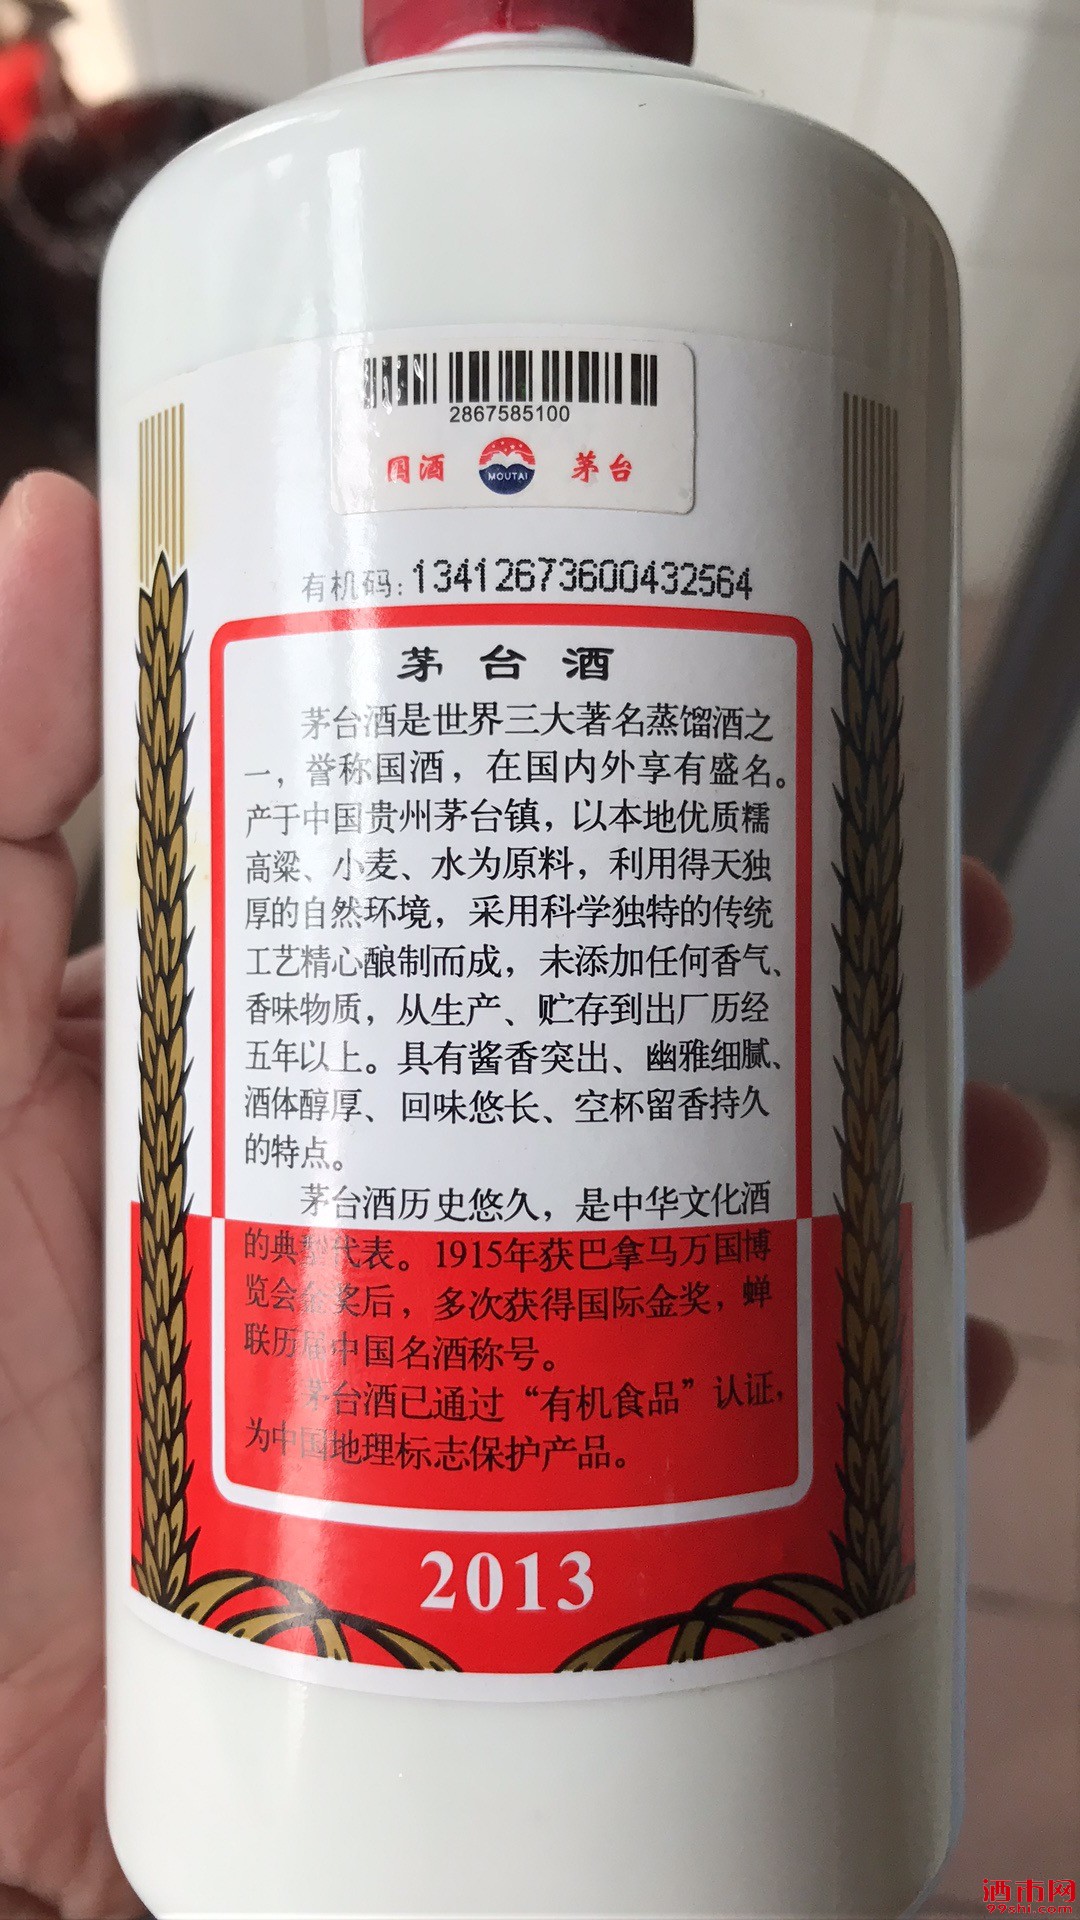 2867585100
国酒 MOUTAI 茅台
有机码: 13412673600432564
茅台酒
茅台酒是世界三大著名蒸馏酒之
一，誉称国酒，在国内外享有盛名。
产于中国贵州茅台镇，以本地优质糯
高粱、小麦、水为原料，利用得天独
厚的自然环境，采用科学独特的传统
工艺精心酿制而成，未添加任何香气、
香味物质，从生产、贮存到出厂历经
五年以上。具有酱香突出、幽雅细腻、
酒体醇厚、回味悠长、空杯留香持久
的特点。
茅台酒历史悠久，是中华文化酒
的典型代表。1915年获巴拿马万国博
览会金奖后，多次获得国际金奖，蝉
联历届中国名酒称号。
茅台酒已通过“有机食品”认证，
为中国地理标志保护产品。
2013
酒市网
99shi.com